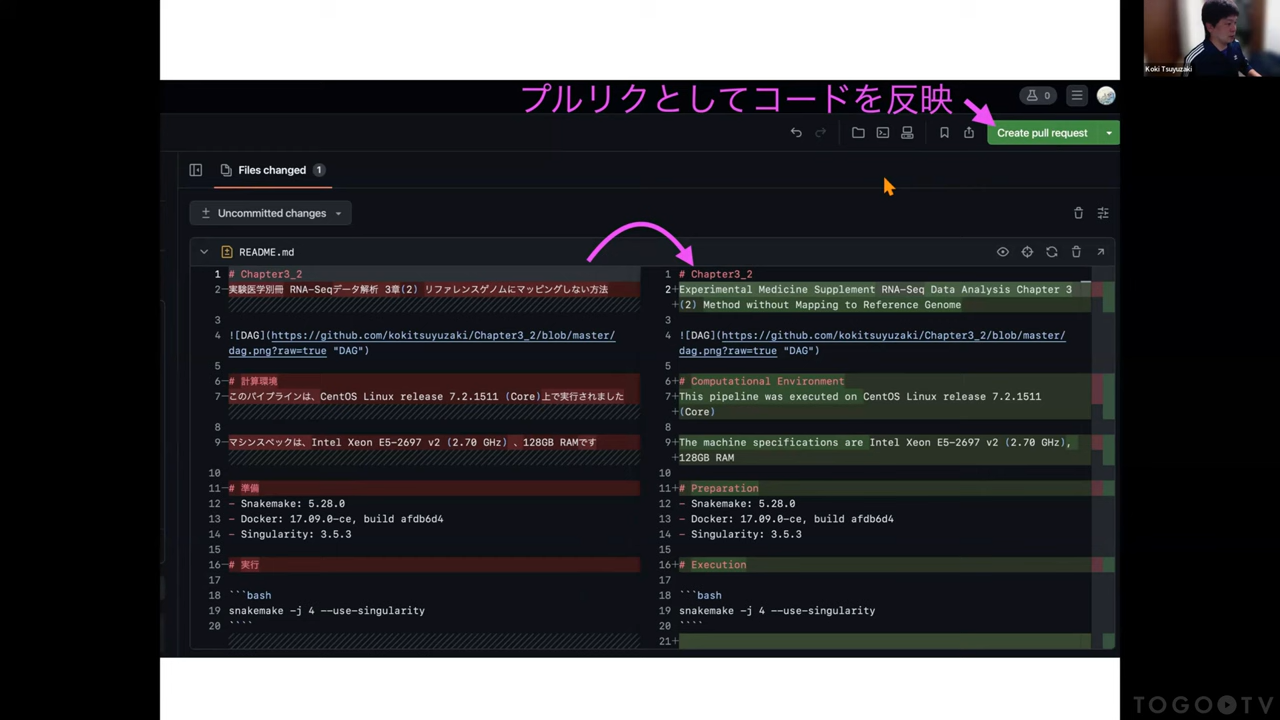 Koki Tsuyuzaki
プルリクとしてコードを反映
0
Create pull request
Files changed 1
Uncommitted changes
README.md
1 # Chapter3_2
2-実験医学別冊 RNA-Seqデータ解析 3章(2) リファレンスゲノムにマッピングしない方法
3
4 ![DAG](https://github.com/kokitsuyuzaki/Chapter3_2/blob/master/
dag.png?raw=true "DAG")
5
6-# 計算環境
7-このパイプラインは、CentOS Linux release 7.2.1511 (Core)上で実行されました
8
9-マシンスペックは、Intel Xeon E5-2697 v2 (2.70 GHz) 、128GB RAMです
10
11-# 準備
12 - Snakemake: 5.28.0
13 - Docker: 17.09.0-ce, build afdb6d4
14 - Singularity: 3.5.3
15
16-# 実行
17
18 ```bash
19 snakemake -j 4 --use-singularity
20 ````
1 # Chapter3_2
2+Experimental Medicine Supplement RNA-Seq Data Analysis Chapter 3
+(2) Method without Mapping to Reference Genome
3
4 ![DAG](https://github.com/kokitsuyuzaki/Chapter3_2/blob/master/
dag.png?raw=true "DAG")
5
6+# Computational Environment
7+This pipeline was executed on CentOS Linux release 7.2.1511
+(Core)
8
9+The machine specifications are Intel Xeon E5-2697 v2 (2.70 GHz),
+128GB RAM
10
11+# Preparation
12 - Snakemake: 5.28.0
13 - Docker: 17.09.0-ce, build afdb6d4
14 - Singularity: 3.5.3
15
16+# Execution
17
18 ```bash
19 snakemake -j 4 --use-singularity
20 ````
21+
TOGOTV